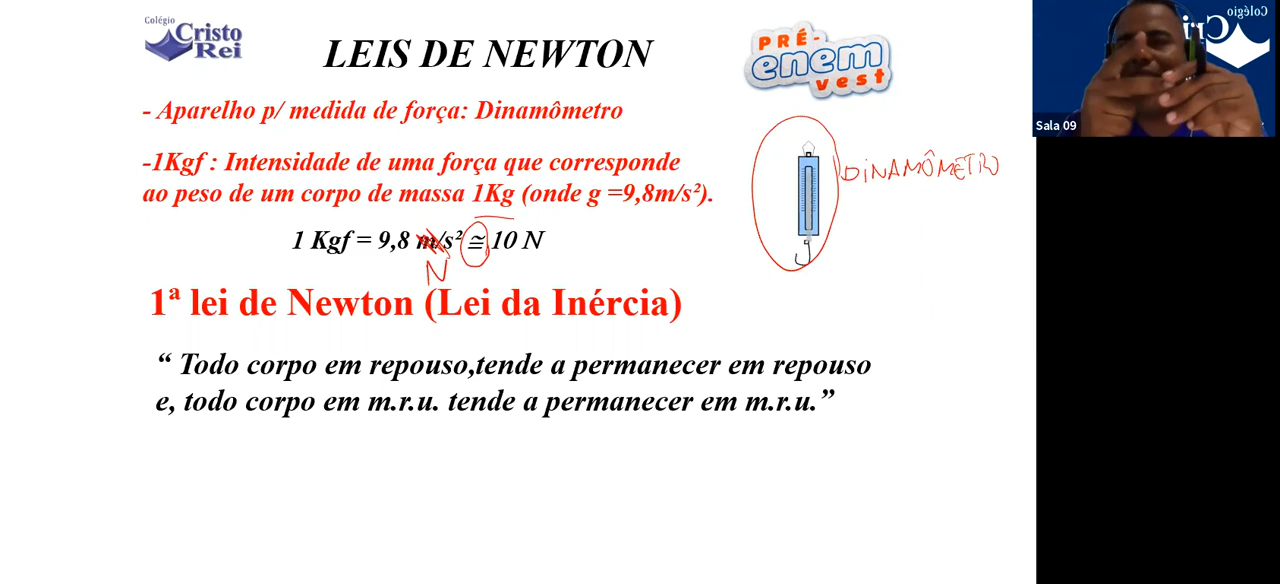 Colégio
Cristo
Rei
LEIS DE NEWTON
PRÉ-
enem
vest
- Aparelho p/ medida de força: Dinamômetro
-1Kgf : Intensidade de uma força que corresponde
ao peso de um corpo de massa 1Kg (onde g =9,8m/s²).
DINAMÔMETRO
1 Kgf = 9,8 m/s² ≅ 10 N
N
1ª lei de Newton (Lei da Inércia)
“ Todo corpo em repouso,tende a permanecer em repouso
e, todo corpo em m.r.u. tende a permanecer em m.r.u.”
Colégio
Cri
Sala 09